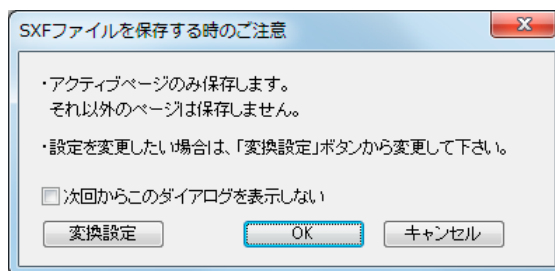 SXFファイルを保存する時のご注意
・アクティブページのみ保存します。
それ以外のページは保存しません。
・設定を変更したい場合は、「変換設定」ボタンから変更して下さい。
次回からこのダイアログを表示しない
変換設定
OK
キャンセル